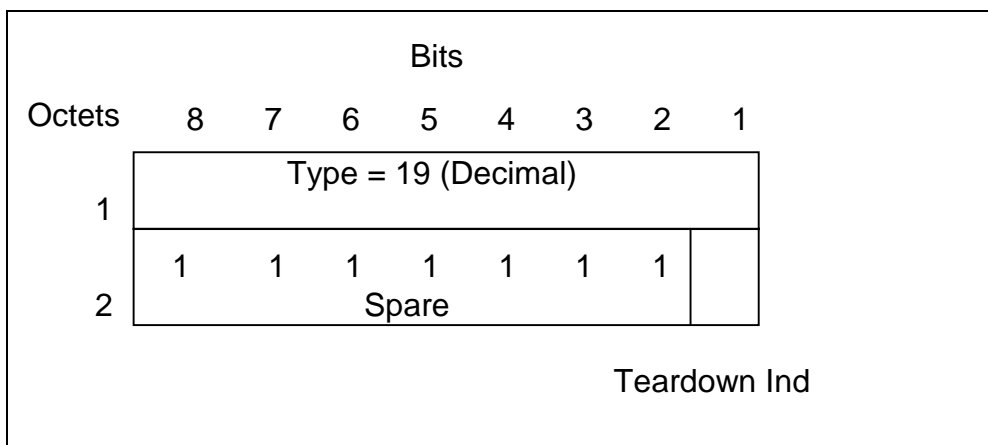 Bits
Octets 8 7 6 5 4 3 2 1
Type = 19 (Decimal)
1
1 1 1 1 1 1 1
2 Spare
Teardown Ind